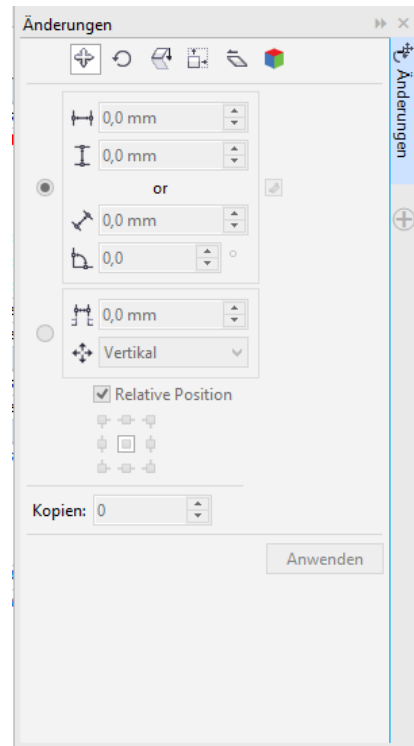 Änderungen
Änderungen
0,0 mm
0,0 mm
or
0,0 mm
0,0 °
0,0 mm
Vertikal
Relative Position
Kopien: 0
Anwenden